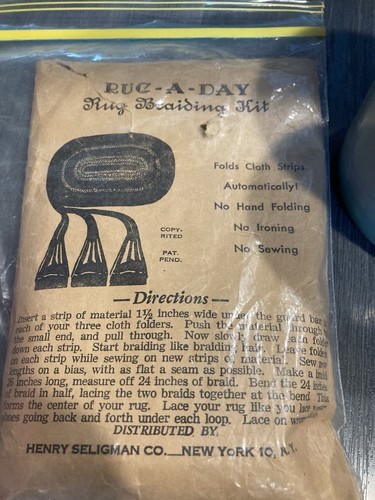 RUG-A-DAY
Rug Braiding Kit
Folds Cloth Strips
Automatically!
No Hand Folding
No Ironing
No Sewing
COPY-
RITED
PAT.
PEND.
— Directions —
Insert a strip of material 1½ inches wide under the guard bar
each of your three cloth folders. Push the material through
the small end, and pull through. Now slowly draw each folder
down each strip. Start braiding like braiding hair. Leave folders
on each strip while sewing on new strips of material. Sew
lengths on a bias, with as flat a seam as possible. Make a braid
inches long, measure off 24 inches of braid. Bend the 24 inches
of braid in half, lacing the two braids together at the bend This
forms the center of your rug. Lace your rug like you lace
shoes going back and forth under each loop. Lace on
DISTRIBUTED BY
HENRY SELIGMAN CO. NEW YORK 10, N.Y.